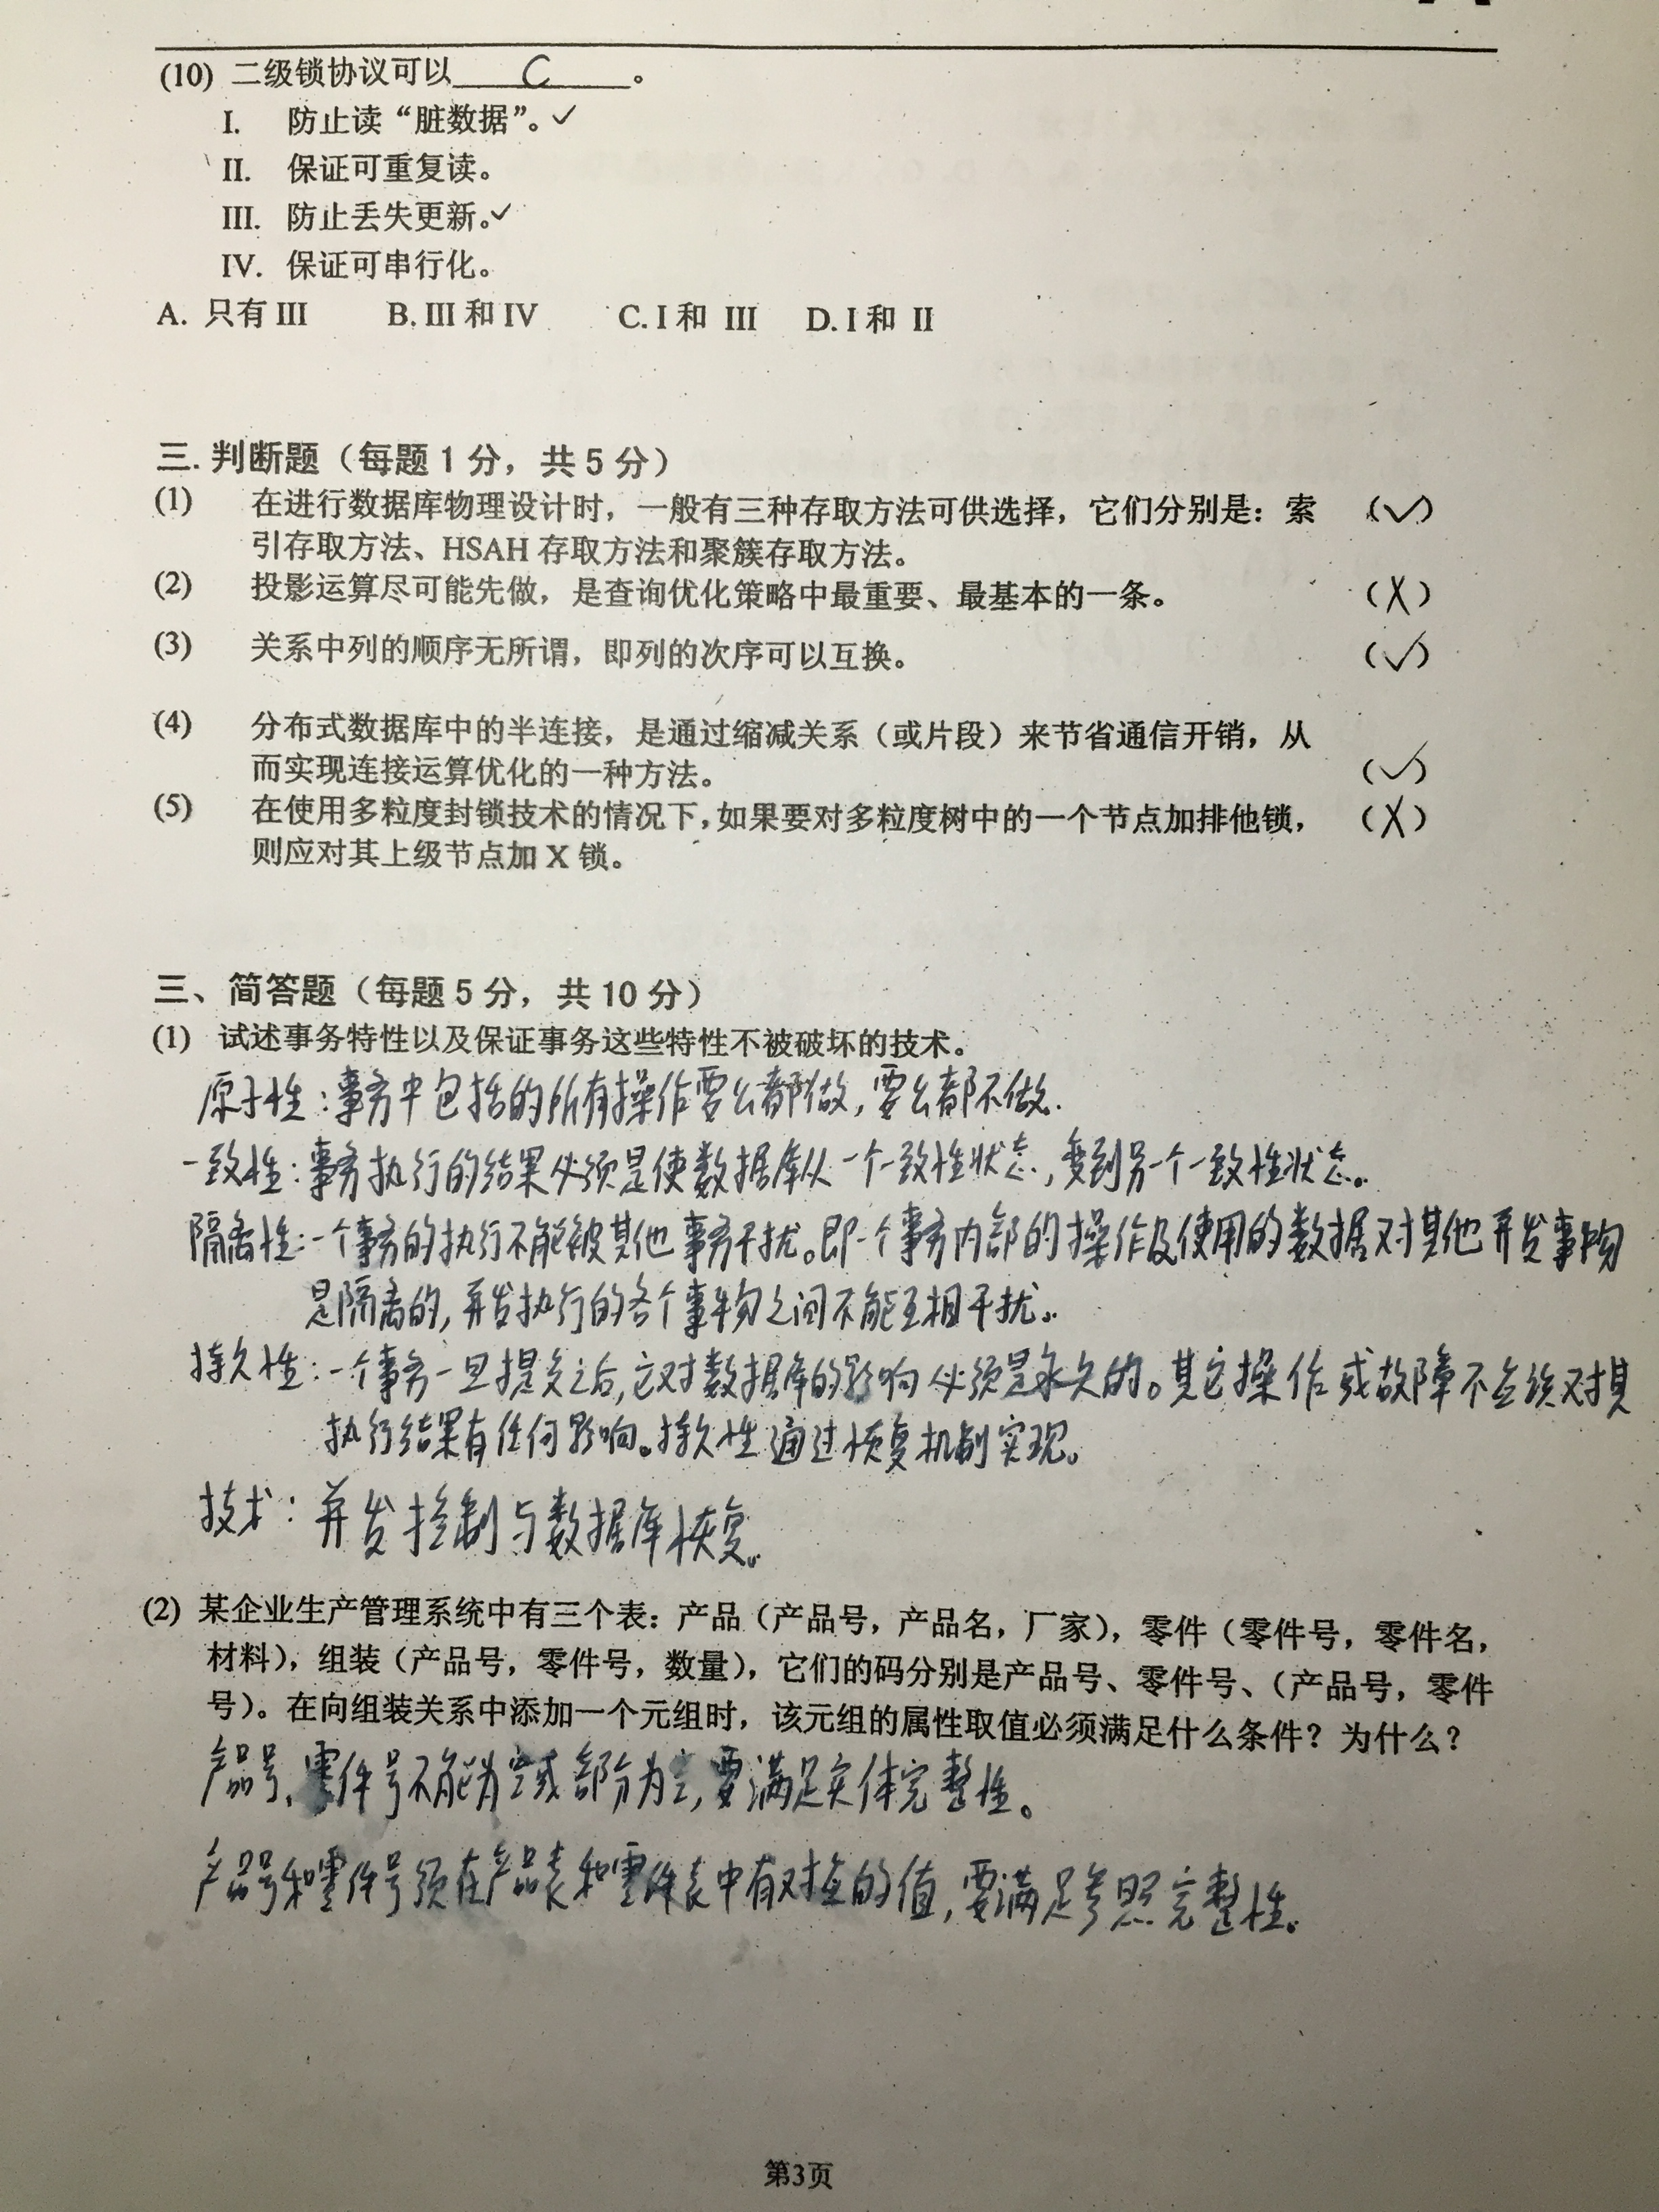 (10) 二级锁协议可以 C 。
I. 防止读“脏数据”。✓
II. 保证可重复读。
III. 防止丢失更新。✓
IV. 保证可串行化。
A. 只有 III B. III 和 IV C. I 和 III D. I 和 II
三. 判断题（每题 1 分，共 5 分）
(1) 在进行数据库物理设计时，一般有三种存取方法可供选择，它们分别是：索 (✓)
引存取方法、HSAH 存取方法和聚簇存取方法。
(2) 投影运算尽可能先做，是查询优化策略中最重要、最基本的一条。 (X)
(3) 关系中列的顺序无所谓，即列的次序可以互换。 (✓)
(4) 分布式数据库中的半连接，是通过缩减关系（或片段）来节省通信开销，从
而实现连接运算优化的一种方法。 (✓)
(5) 在使用多粒度封锁技术的情况下，如果要对多粒度树中的一个节点加排他锁， (X)
则应对其上级节点加 X 锁。
三、简答题（每题 5 分，共 10 分）
(1) 试述事务特性以及保证事务这些特性不被破坏的技术。
原子性：事务中包括的所有操作要么都做，要么都不做.
一致性：事务执行的结果必须是使数据库从一个一致性状态，变到另一个一致性状态。
隔离性：一个事务的执行不能被其他事务干扰。即一个事务内部的操作及使用的数据对其他并发事物
是隔离的，并发执行的各个事物之间不能互相干扰。
持久性：一个事务一旦提交之后，它对数据库的影响必须是永久的。其它操作或故障不应该对其
执行结果有任何影响。持久性通过恢复机制实现。
技术：并发控制与数据库恢复。
(2) 某企业生产管理系统中有三个表：产品（产品号，产品名，厂家），零件（零件号，零件名，
材料），组装（产品号，零件号，数量），它们的码分别是产品号、零件号、（产品号，零件
号）。在向组装关系中添加一个元组时，该元组的属性取值必须满足什么条件？为什么？
产品号、零件号不能为空或部分为空，要满足实体完整性。
产品号和零件号须在产品表和零件表中有对应的值，要满足参照完整性。
第3页